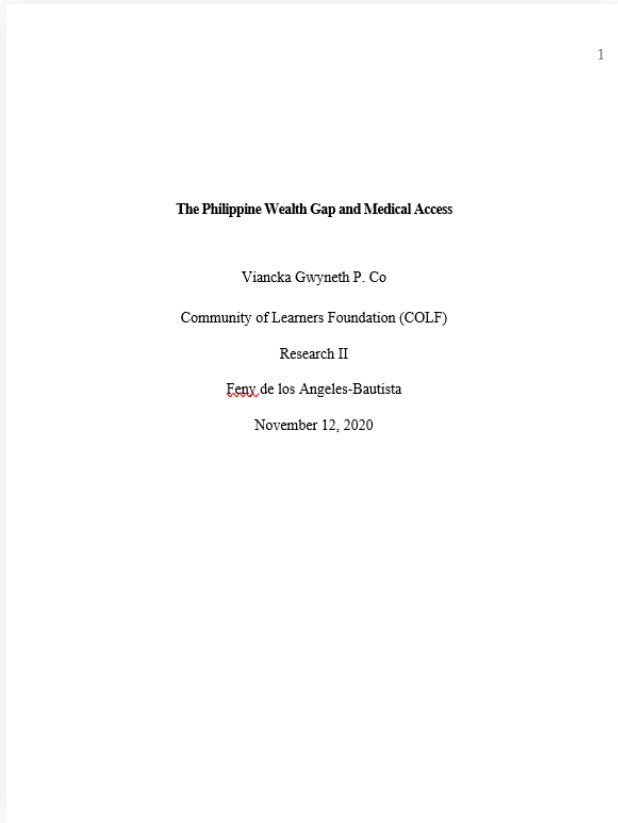 1
The Philippine Wealth Gap and Medical Access
Viancka Gwyneth P. Co
Community of Learners Foundation (COLF)
Research II
Feny de los Angeles-Bautista
November 12, 2020